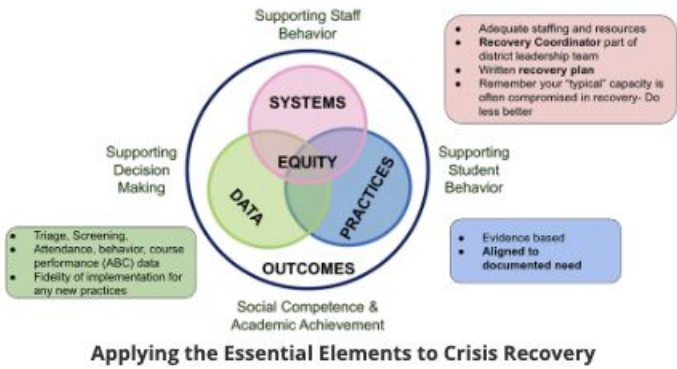 Supporting Staff
Behavior
• Adequate staffing and resources
• Recovery Coordinator part of
district leadership team
• Written recovery plan
• Remember your "typical" capacity is
often compromised in recovery- Do
less better
SYSTEMS
EQUITY
DATA
PRACTICES
OUTCOMES
Supporting
Decision
Making
Supporting
Student
Behavior
• Triage, Screening,
• Attendance, behavior, course
performance (ABC) data
• Fidelity of implementation for
any new practices
• Evidence based
• Aligned to
documented need
Social Competence &
Academic Achievement
Applying the Essential Elements to Crisis Recovery